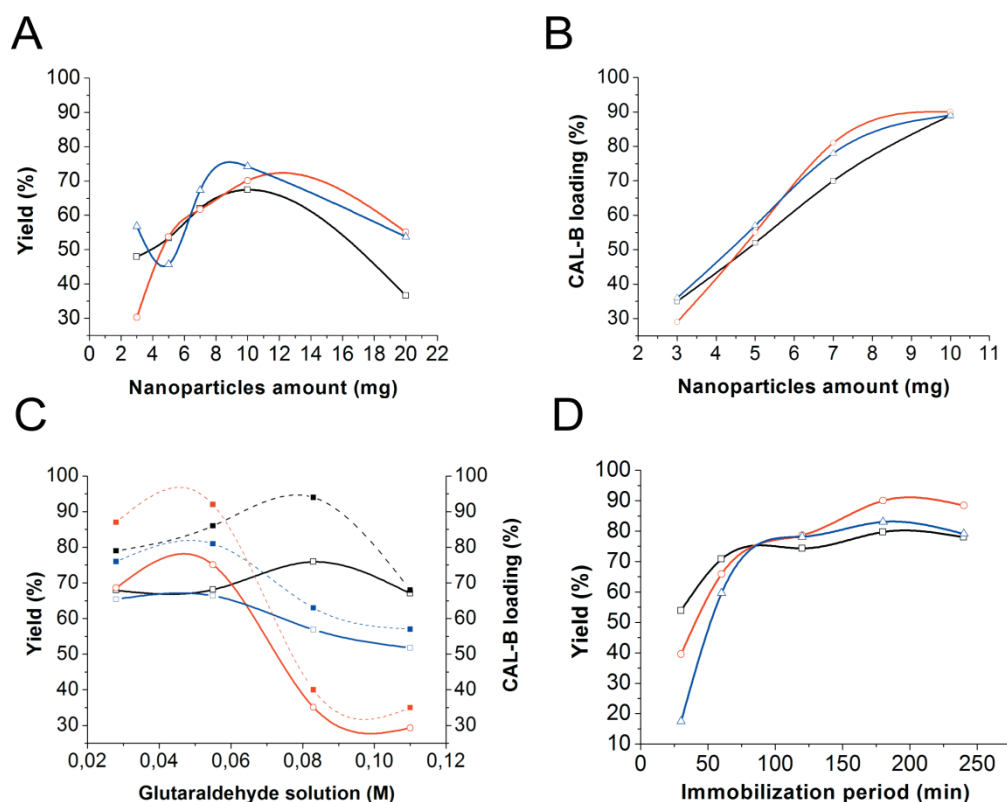 A
Yield (%)
100
90
80
70
60
50
40
30
0 2 4 6 8 10 12 14 16 18 20 22
Nanoparticles amount (mg)
B
CAL-B loading (%)
100
90
80
70
60
50
40
30
2 3 4 5 6 7 8 9 10 11
Nanoparticles amount (mg)
C
Yield (%)
100
90
80
70
60
50
40
30
CAL-B loading (%)
100
90
80
70
60
50
40
30
0,02 0,04 0,06 0,08 0,10 0,12
Glutaraldehyde solution (M)
D
Yield (%)
100
90
80
70
60
50
40
30
20
10
0 50 100 150 200 250
Immobilization period (min)